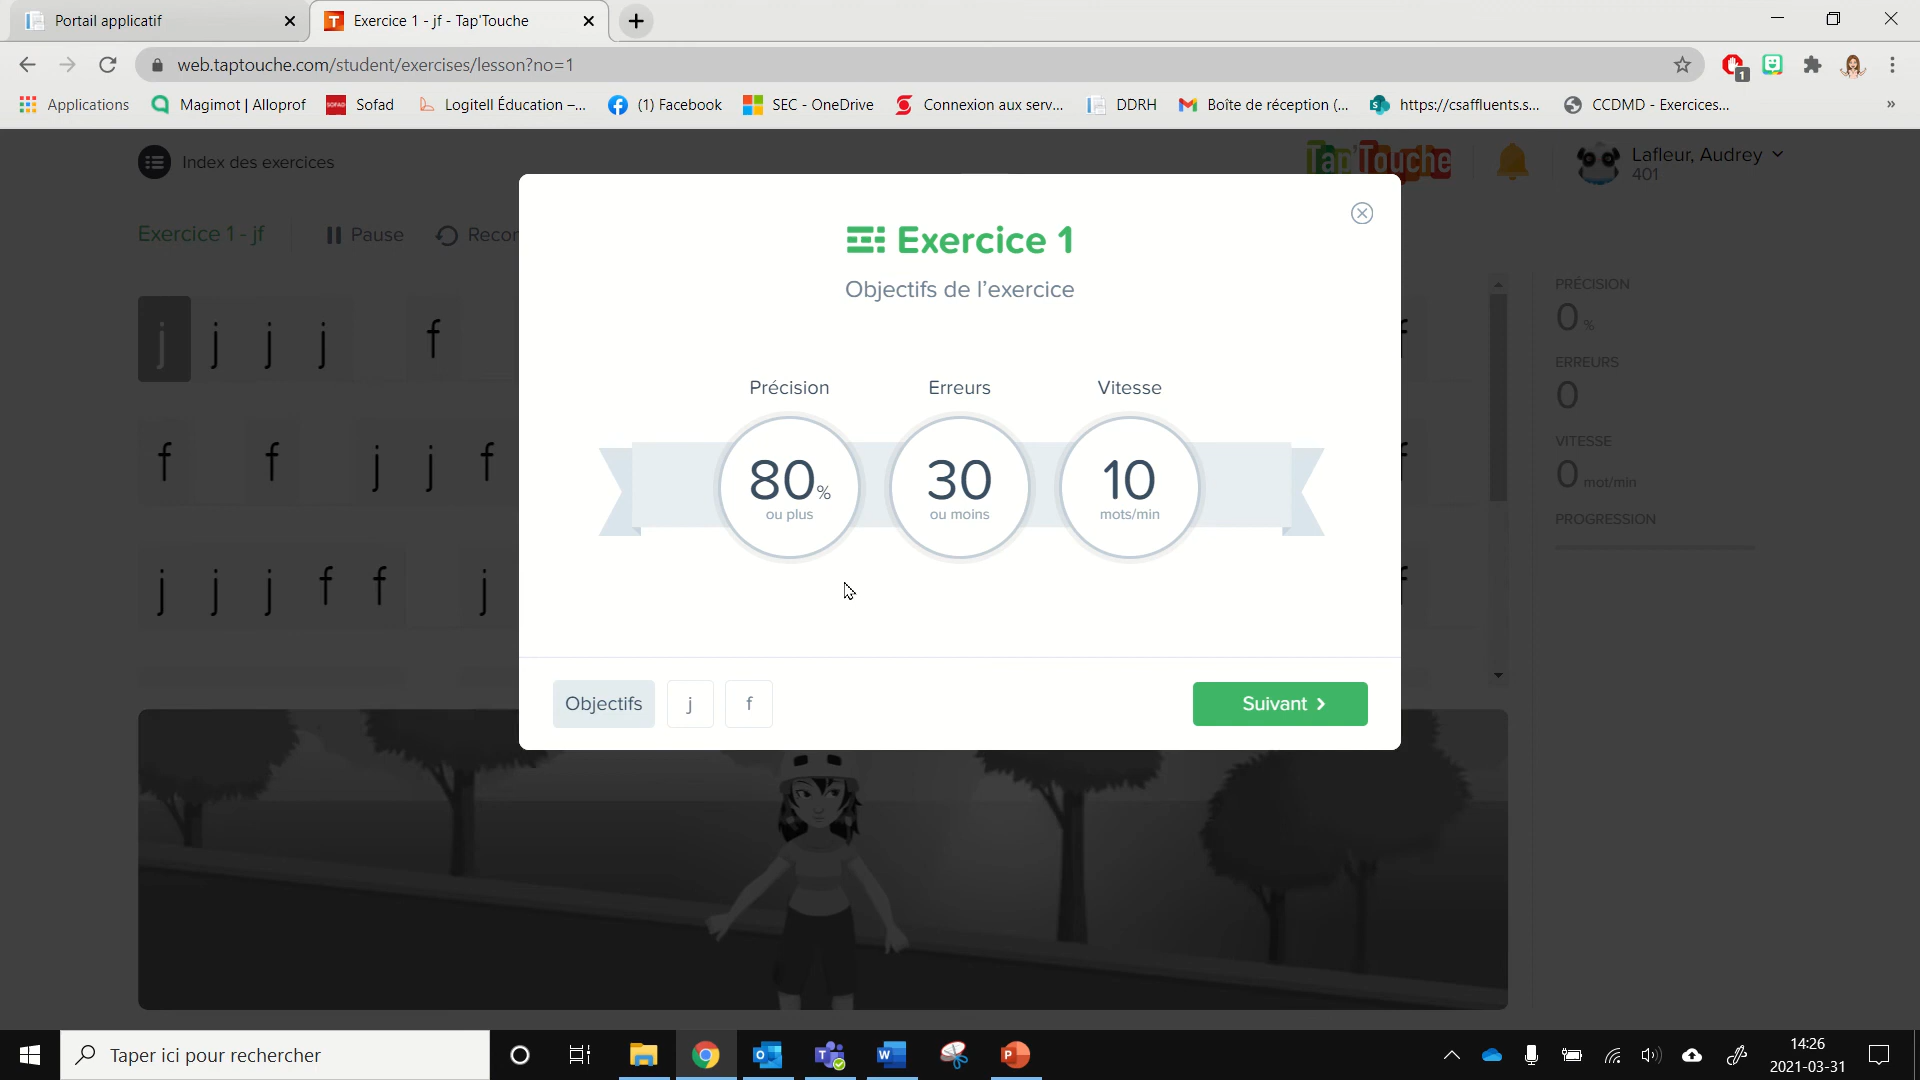 Portail applicatif
Exercice 1 - jf - Tap'Touche
web.taptouche.com/student/exercises/lesson?no=1
1
Applications
Magimot | Alloprof
SOFAD
Sofad
Logitell Éducation –...
(1) Facebook
SEC - OneDrive
Connexion aux serv...
DDRH
Boîte de réception (...
https://csaffluents.s...
CCDMD - Exercices...
»
Index des exercices
Tap'Touche
Lafleur, Audrey
401
Exercice 1 - jf
Pause
Recor
Exercice 1
Objectifs de l'exercice
Précision
Erreurs
Vitesse
80%
ou plus
30
ou moins
10
mots/min
Objectifs
j
f
Suivant >
j j j j f f
f f j j f f
j j j f f j f
PRÉCISION
0 %
ERREURS
0
VITESSE
0 mot/min
PROGRESSION
Taper ici pour rechercher
14:26
2021-03-31